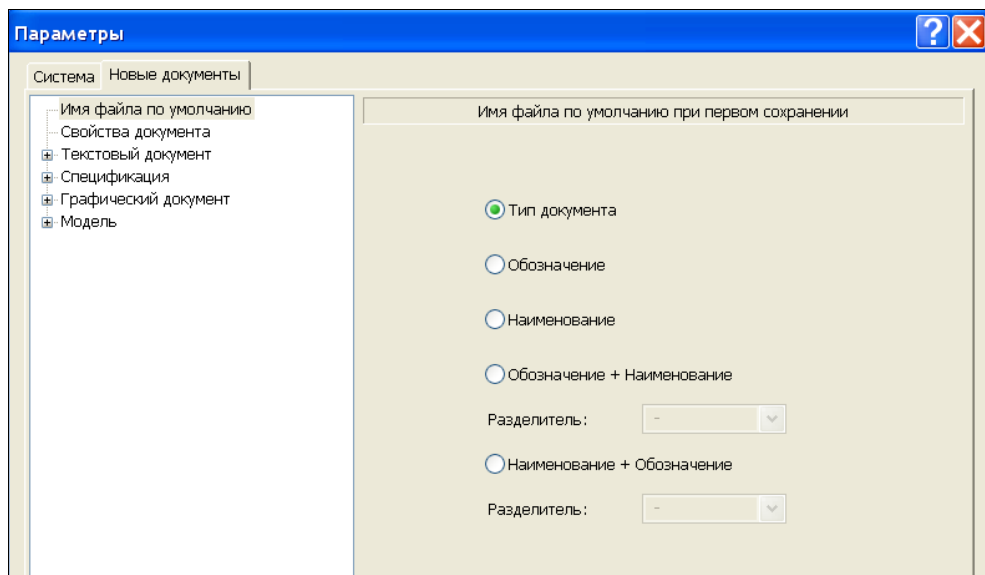 Параметры
Система
Новые документы
Имя файла по умолчанию
Свойства документа
Текстовый документ
Спецификация
Графический документ
Модель
Имя файла по умолчанию при первом сохранении
Тип документа
Обозначение
Наименование
Обозначение + Наименование
Разделитель: -
Наименование + Обозначение
Разделитель: -